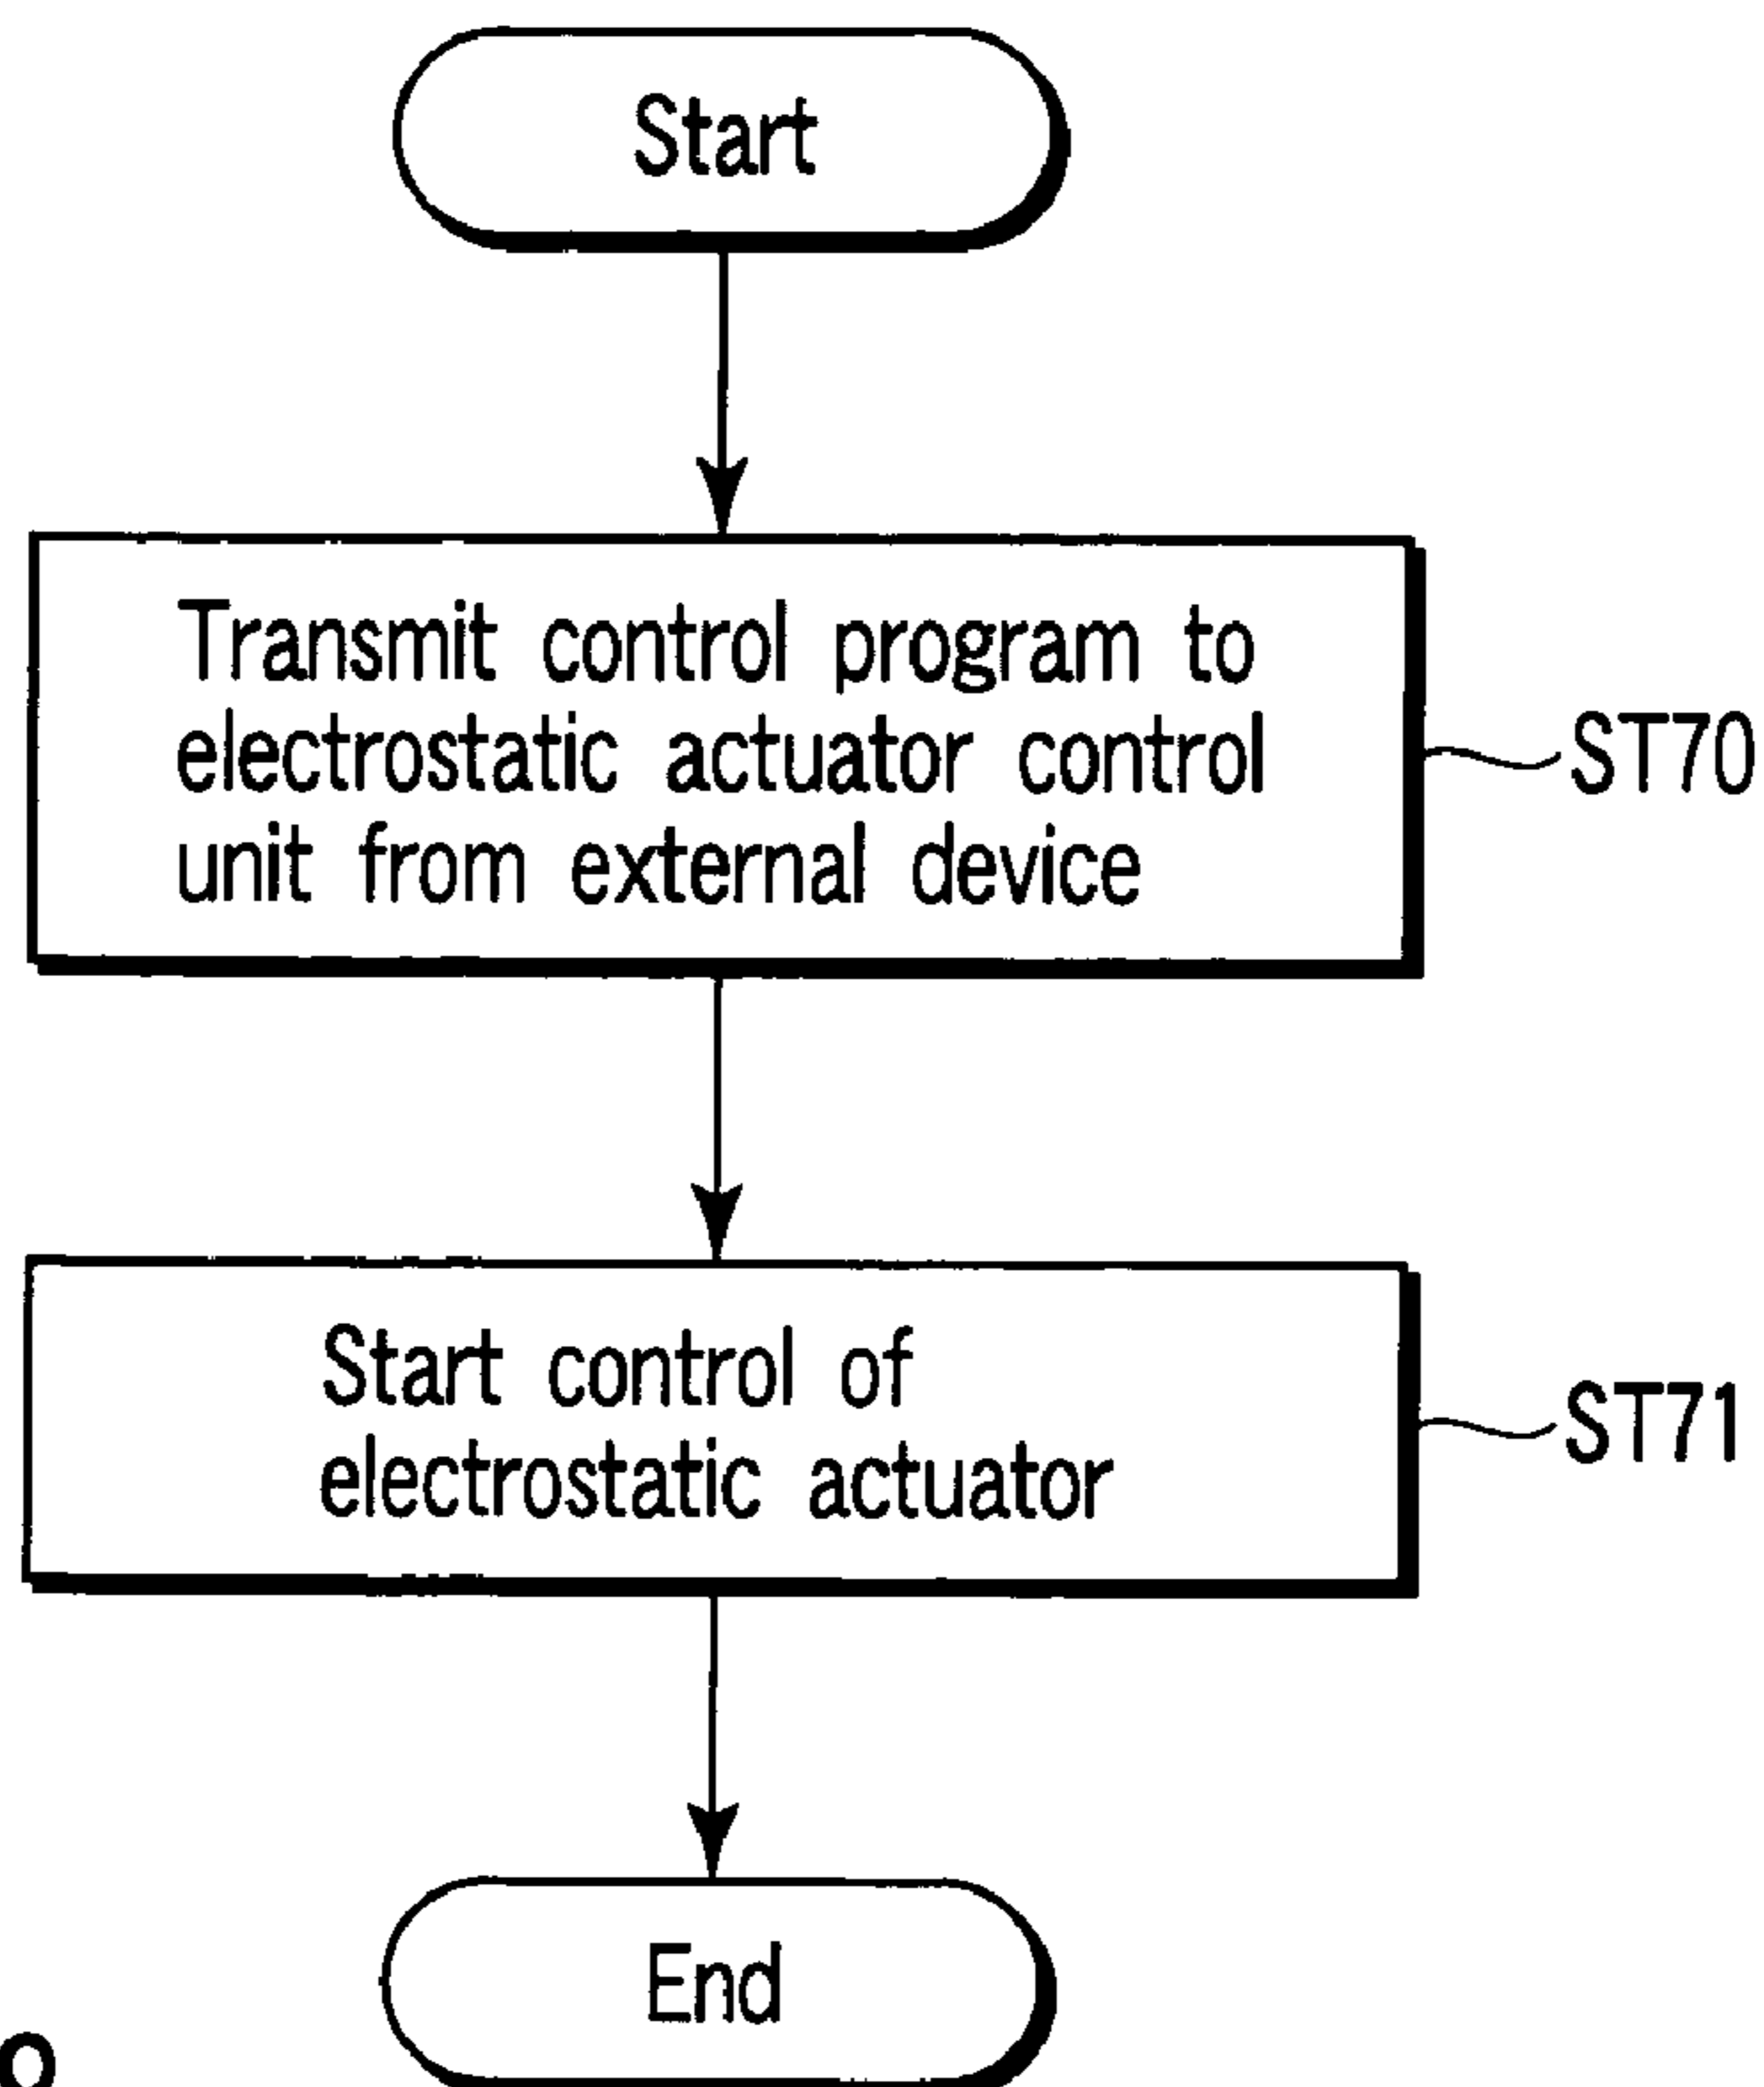 Start
Transmit control program to
electrostatic actuator control
unit from external device
ST70
Start control of
electrostatic actuator
ST71
End